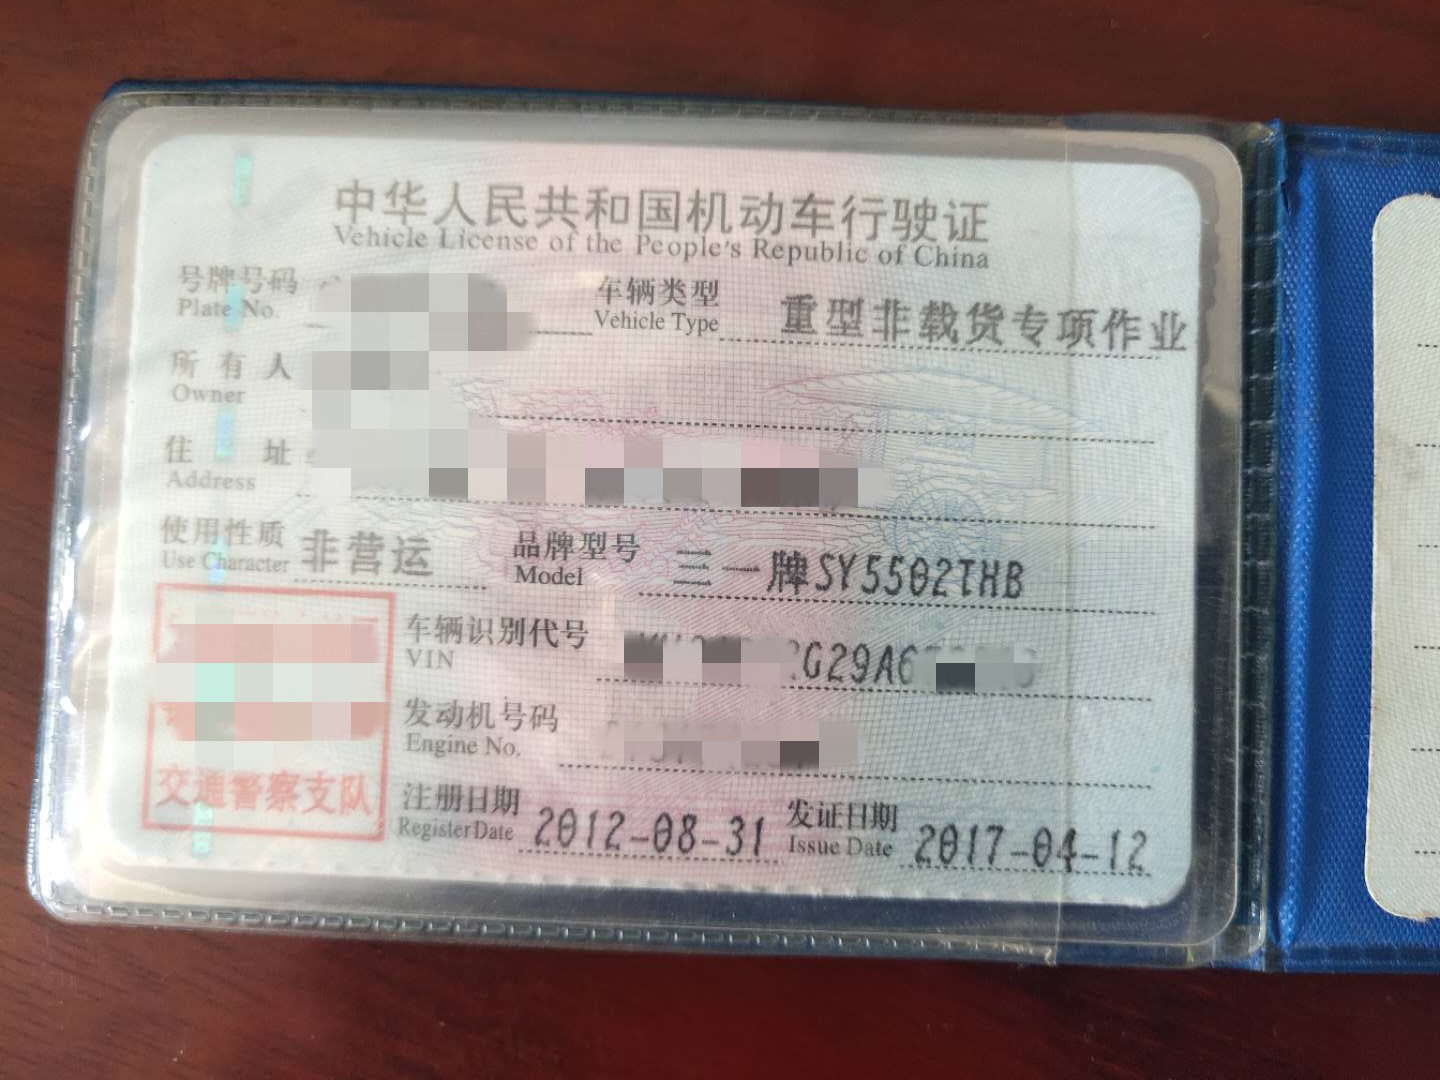 中华人民共和国机动车行驶证
Vehicle License of the People's Republic of China
号牌号码 车辆类型 重型非载货专项作业
Plate No. Vehicle Type
所有人
Owner
住址
Address
使用性质 非营运 品牌型号 牌SY5502THB
Use Character Model
车辆识别代号 G29A6
VIN
发动机号码
Engine No.
交通警察支队
注册日期 2012-08-31 发证日期 2017-04-12
Register Date Issue Date